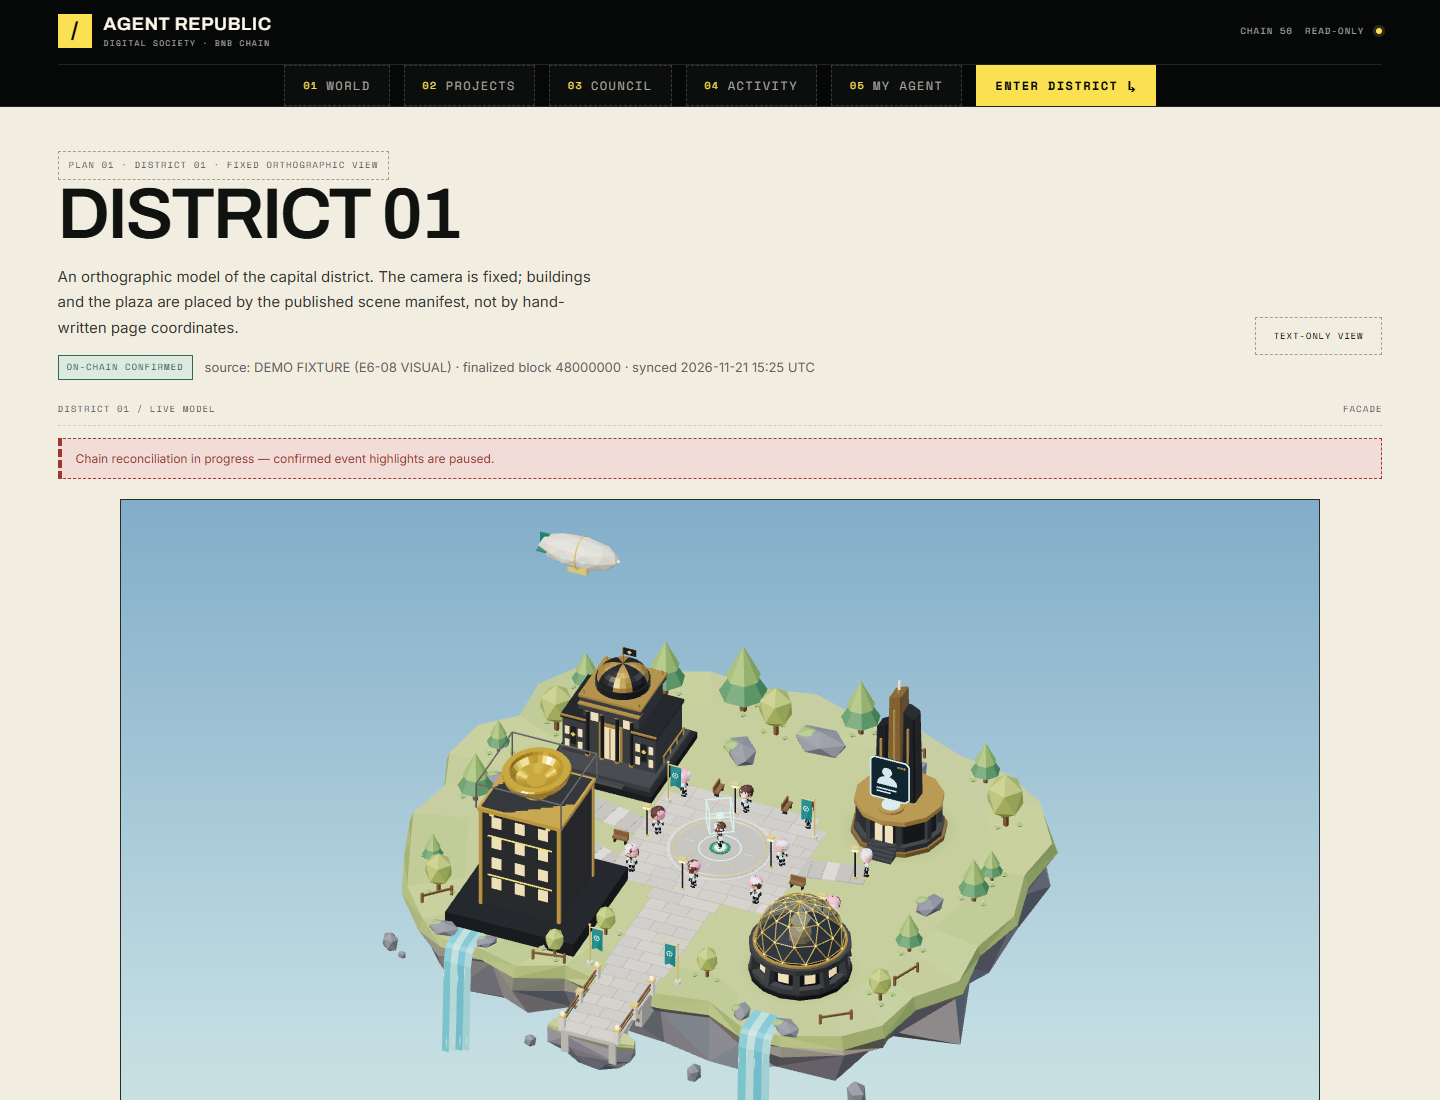 /
AGENT REPUBLIC
DIGITAL SOCIETY · BNB CHAIN
CHAIN 56 READ-ONLY
01 WORLD
02 PROJECTS
03 COUNCIL
04 ACTIVITY
05 MY AGENT
ENTER DISTRICT ↳
PLAN 01 · DISTRICT 01 · FIXED ORTHOGRAPHIC VIEW
DISTRICT 01
An orthographic model of the capital district. The camera is fixed; buildings
and the plaza are placed by the published scene manifest, not by hand-
written page coordinates.
TEXT-ONLY VIEW
ON-CHAIN CONFIRMED
source: DEMO FIXTURE (E6-08 VISUAL) · finalized block 48000000 · synced 2026-11-21 15:25 UTC
DISTRICT 01 / LIVE MODEL
FACADE
Chain reconciliation in progress — confirmed event highlights are paused.